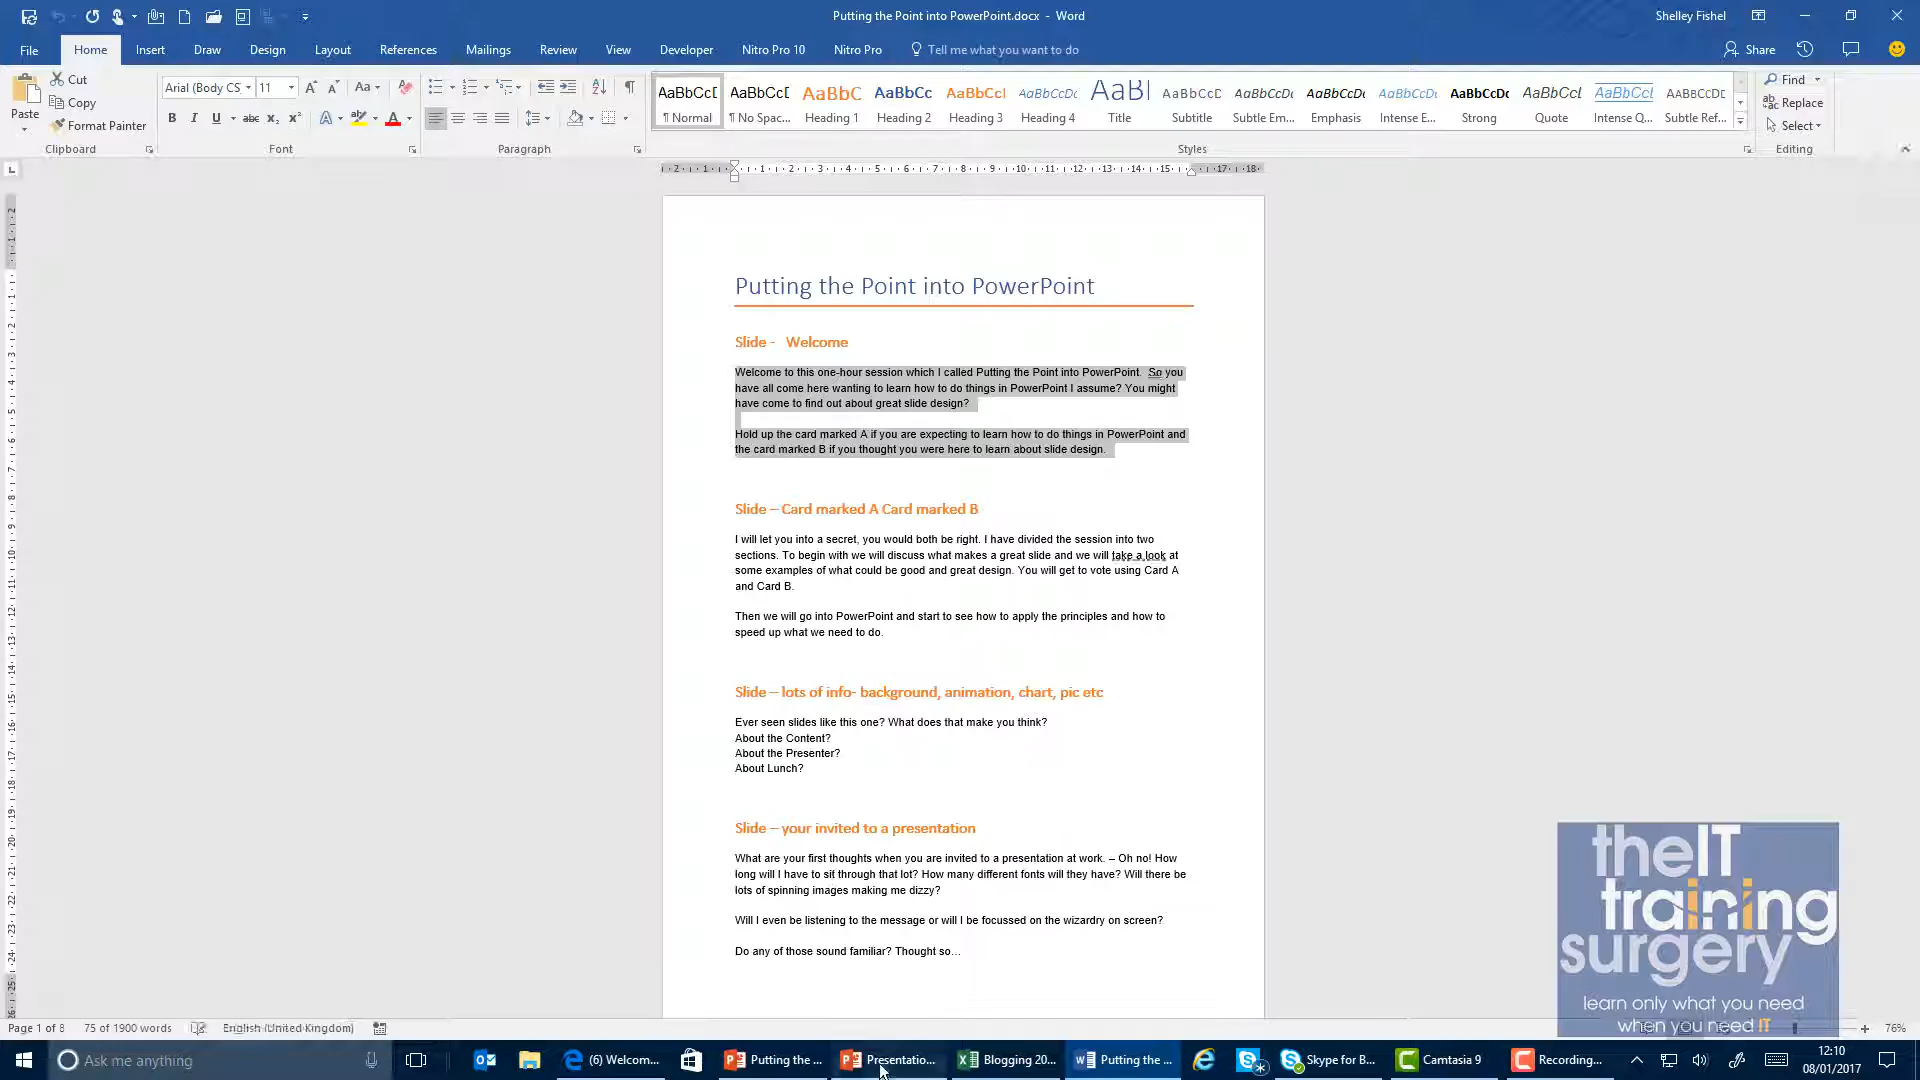 Putting the Point into PowerPoint.docx - Word
Shelley Fishel
File Home Insert Draw Design Layout References Mailings Review View Developer Nitro Pro 10 Nitro Pro Tell me what you want to do Share
Paste
Cut
Copy
Format Painter
Arial (Body CS 11
Aa
AaBbCcD ¶ Normal
AaBbCcDc ¶ No Spac...
AaBbC Heading 1
AaBbCc Heading 2
AaBbCcI Heading 3
AaBbCcDc Heading 4
AaBl Title
AaBbCcD Subtitle
AaBbCcDc Subtle Em...
AaBbCcDc Emphasis
AaBbCcDc Intense E...
AaBbCcDc Strong
AaBbCcL Quote
AaBbCcL Intense Q...
AaBbCcDE Subtle Ref...
Find
Replace
Select
Clipboard Font Paragraph Styles Editing
Putting the Point into PowerPoint
Slide - Welcome
Welcome to this one-hour session which I called Putting the Point into PowerPoint. So you
have all come here wanting to learn how to do things in PowerPoint I assume? You might
have come to find out about great slide design?
Hold up the card marked A if you are expecting to learn how to do things in PowerPoint and
the card marked B if you thought you were here to learn about slide design.
Slide – Card marked A Card marked B
I will let you into a secret, you would both be right. I have divided the session into two
sections. To begin with we will discuss what makes a great slide and we will take a look at
some examples of what could be good and great design. You will get to vote using Card A
and Card B.
Then we will go into PowerPoint and start to see how to apply the principles and how to
speed up what we need to do.
Slide – lots of info- background, animation, chart, pic etc
Ever seen slides like this one? What does that make you think?
About the Content?
About the Presenter?
About Lunch?
Slide – your invited to a presentation
What are your first thoughts when you are invited to a presentation at work. – Oh no! How
long will I have to sit through that lot? How many different fonts will they have? Will there be
lots of spinning images making me dizzy?
Will I even be listening to the message or will I be focussed on the wizardry on screen?
Do any of those sound familiar? Thought so...
theIT
training
surgery
learn only what you need
when you need IT
Page 1 of 8 75 of 1900 words English (United Kingdom) 76%
Ask me anything
(6) Welcom...
Putting the ...
Presentatio...
Blogging 20...
Putting the ...
Skype for B...
Camtasia 9
Recording...
12:10
08/01/2017